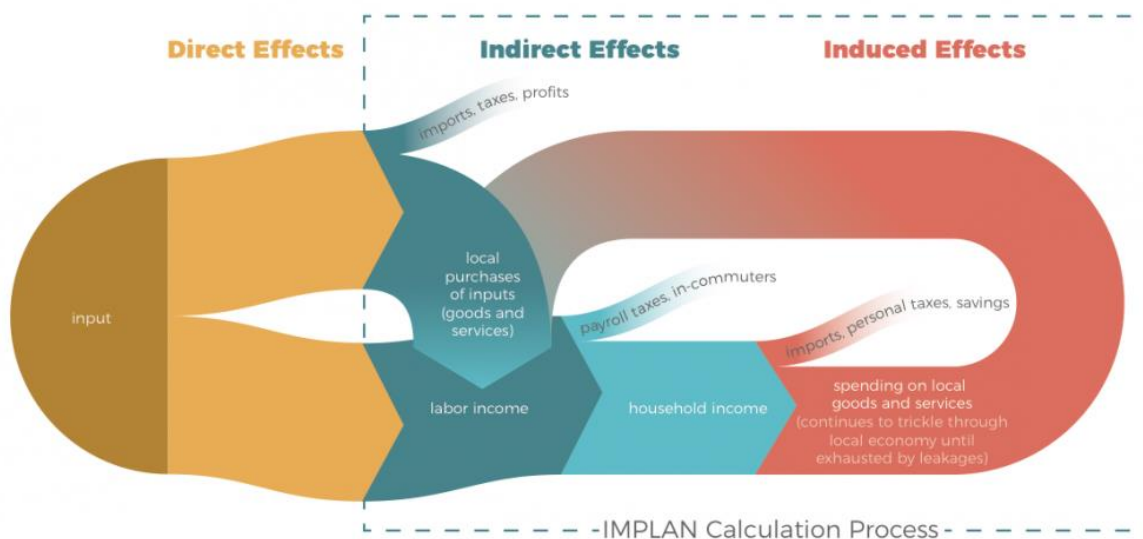 Direct Effects
Indirect Effects
Induced Effects
imports, taxes, profits
input
local
purchases
of inputs
(goods and
services)
payroll taxes, in-commuters
imports, personal taxes, savings
labor income
household income
spending on local
goods and services
(continues to trickle through
local economy until
exhausted by leakages)
IMPLAN Calculation Process